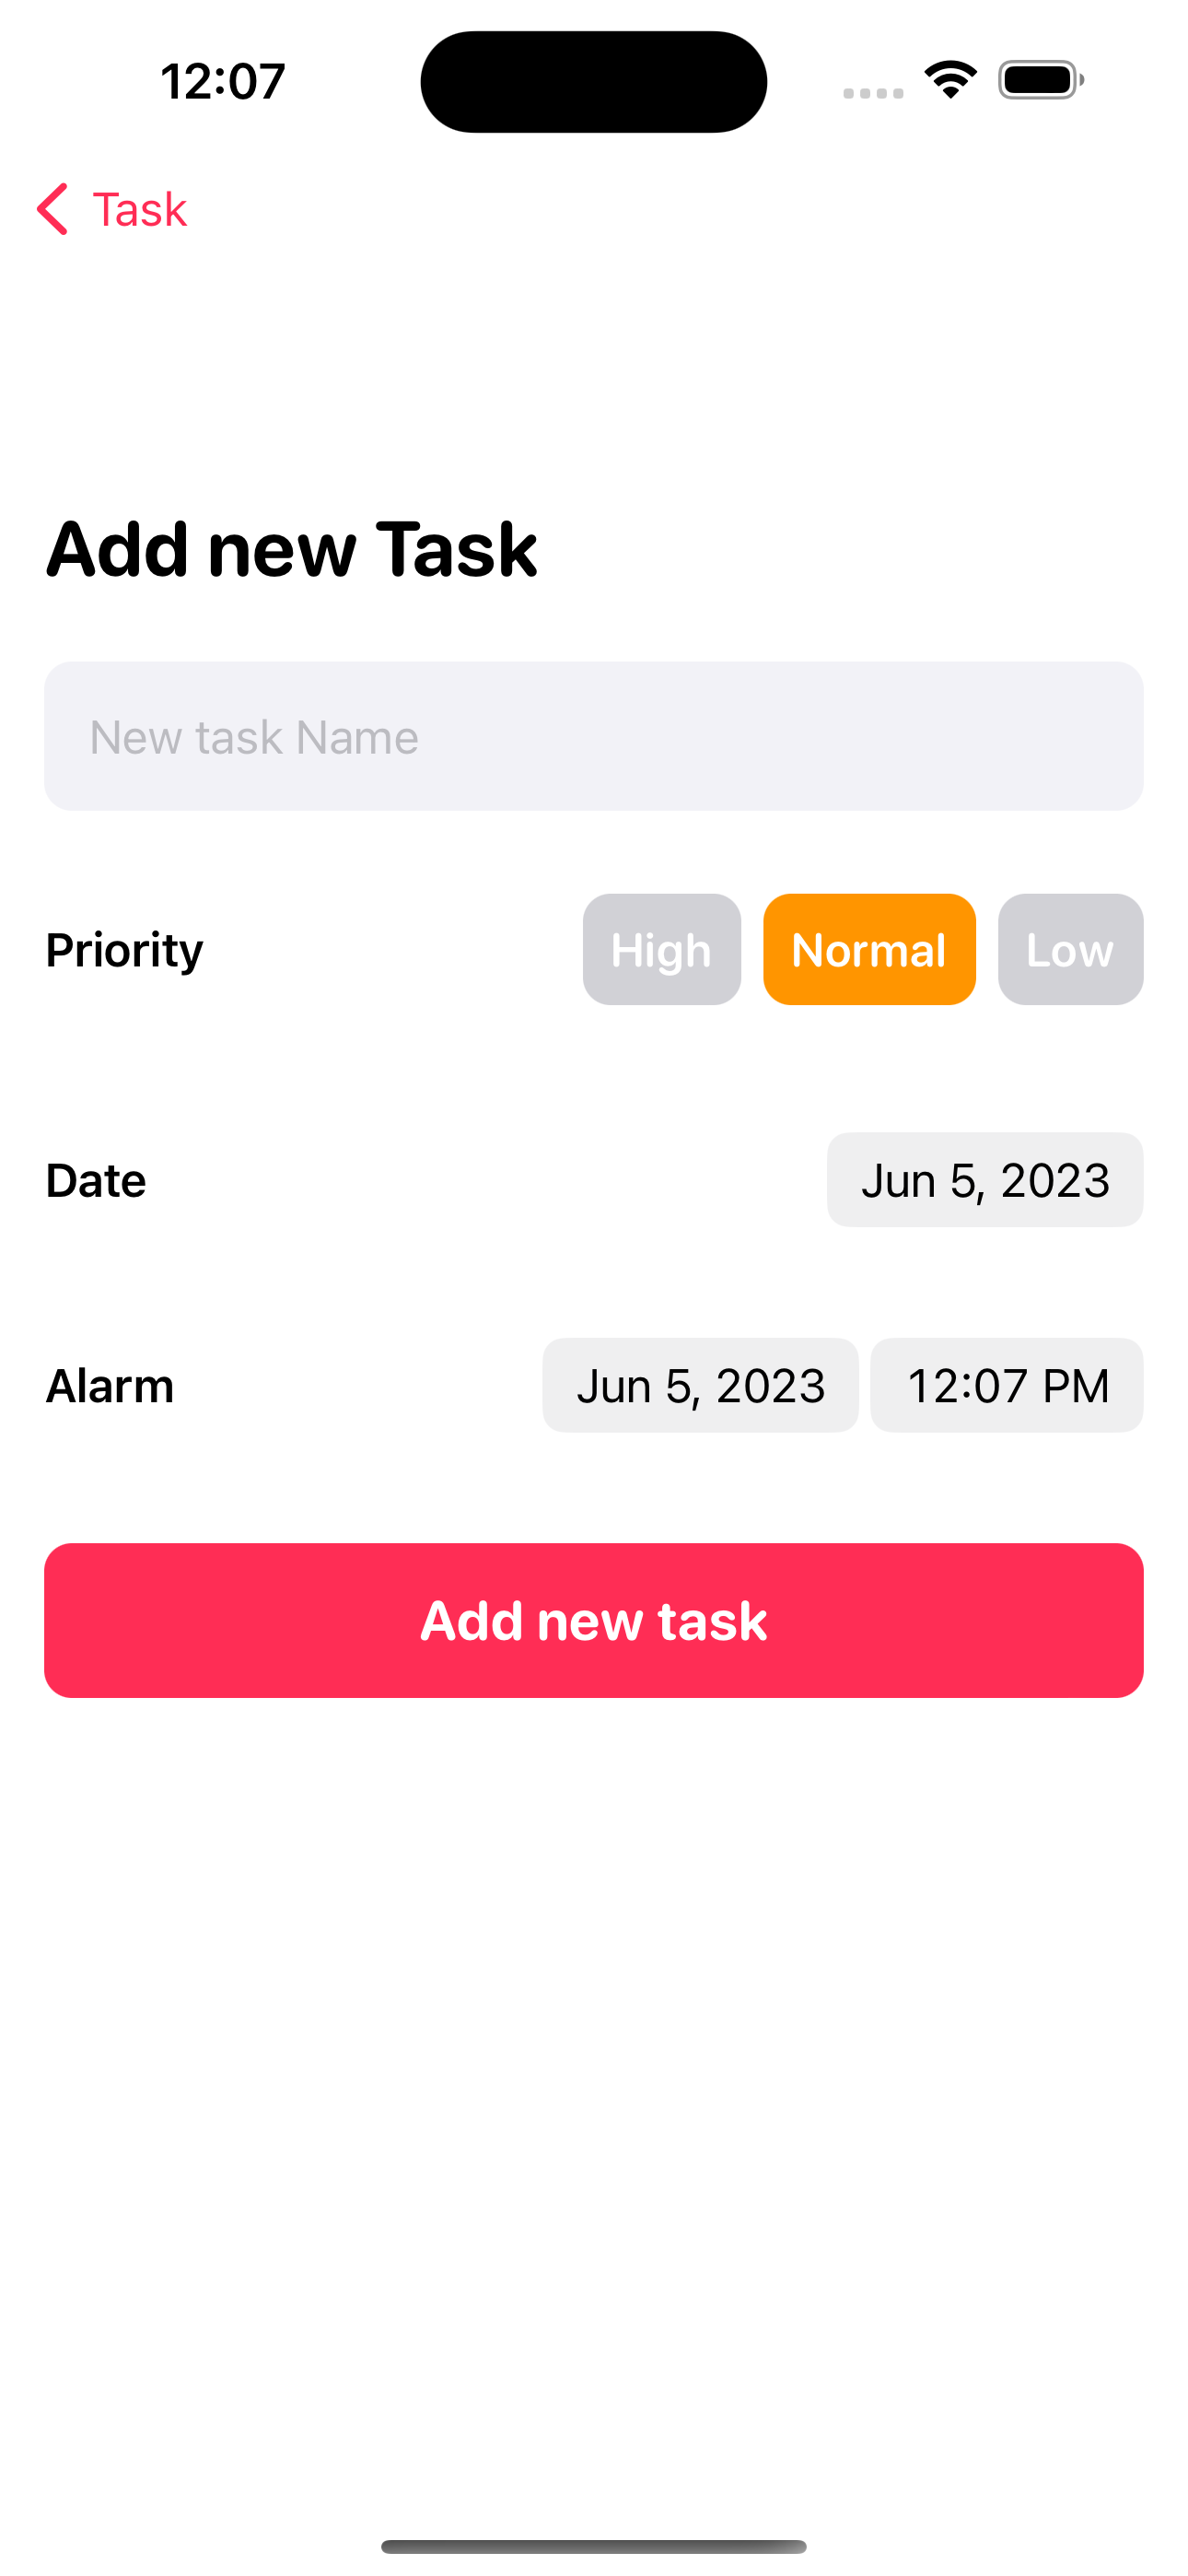 12:07
Task
Add new Task
New task Name
Priority High Normal Low
Date Jun 5, 2023
Alarm Jun 5, 2023 12:07 PM
Add new task